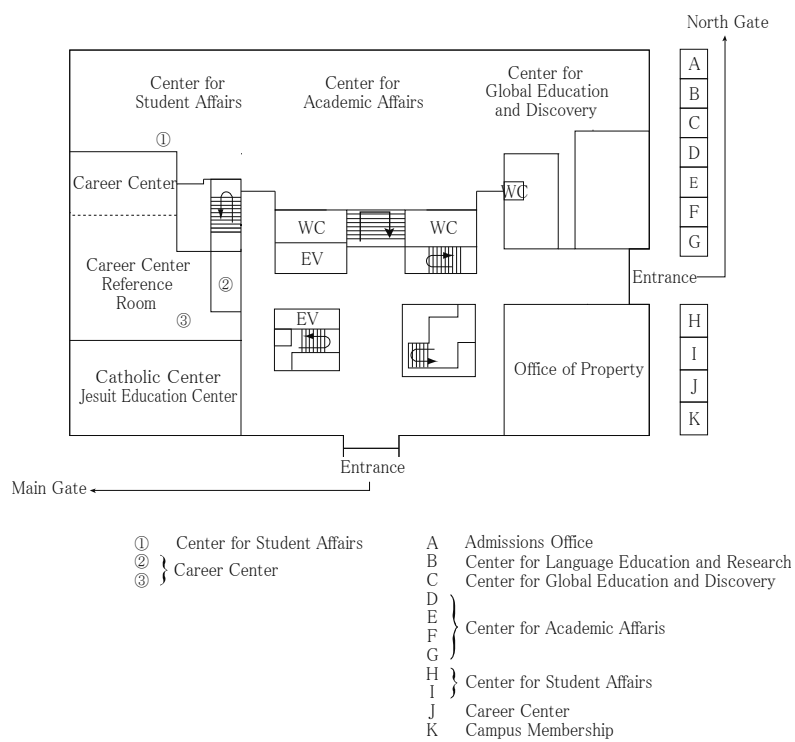 North Gate
Center for
Student Affairs
Center for
Academic Affairs
Center for
Global Education
and Discovery
A
B
C
D
E
F
G
①
Career Center
WC
WC
WC
EV
Career Center
Reference
Room
②
③
Entrance
EV
H
I
J
K
Catholic Center
Jesuit Education Center
Office of Property
Entrance
Main Gate
① Center for Student Affairs
②
③
Career Center
A Admissions Office
B Center for Language Education and Research
C Center for Global Education and Discovery
D
E
F
G
Center for Academic Affaris
H
I
Center for Student Affairs
J Career Center
K Campus Membership